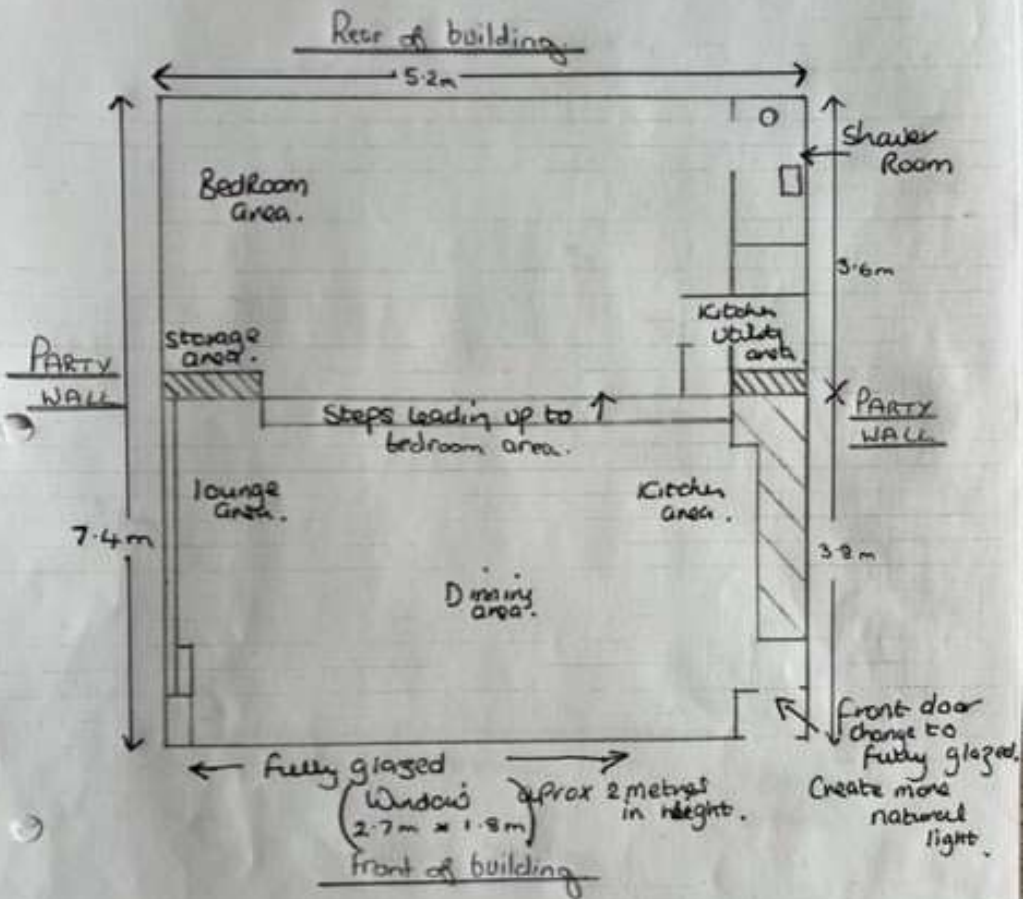 Rear of building.
5.2m
Shower
Room
BedRoom
area.
3.6m
Kitchen
Utility
area
Storage
area.
PARTY
WALL
PARTY
WALL
Steps leadin up to
bedroom area.
lounge
area.
Kitchen
area.
7.4m
3.8m
Dinning
area.
Front door
change to
fully glazed.
Create more
natural
light.
Fully glazed
(Window
2.7m × 1.8m)
aprox 2 metres
in height.
Front of building